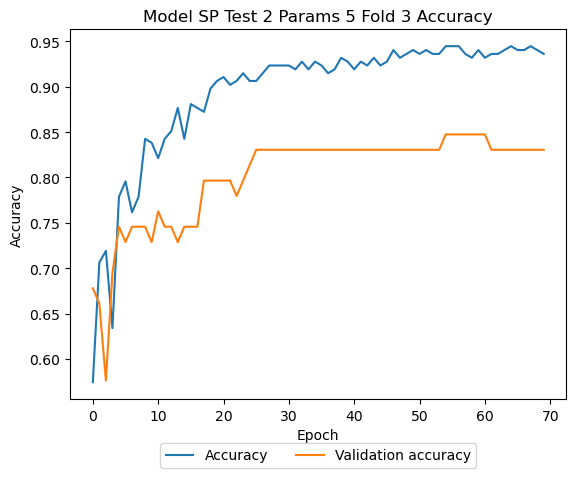 Model SP Test 2 Params 5 Fold 3 Accuracy
0.95
0.90
0.85
0.80
0.75
0.70
0.65
0.60
Accuracy
0 10 20 30 40 50 60 70
Epoch
Accuracy Validation accuracy